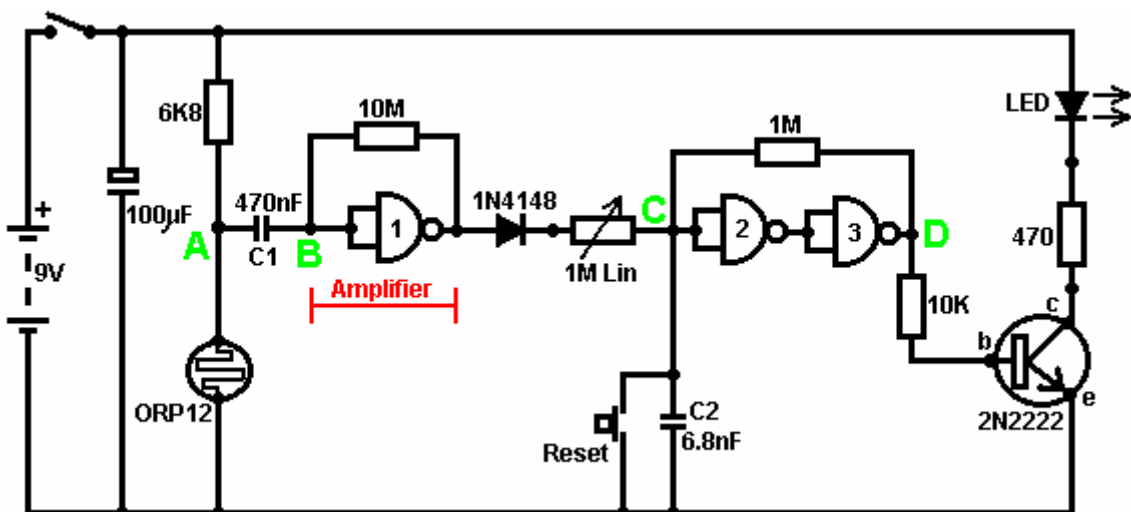 6K8
10M
1M
LED
+
100µF
470nF
1
1N4148
C
2
3
D
470
A
C1
B
1M Lin
9V
Amplifier
10K
c
b
e
ORP12
C2
6.8nF
Reset
2N2222